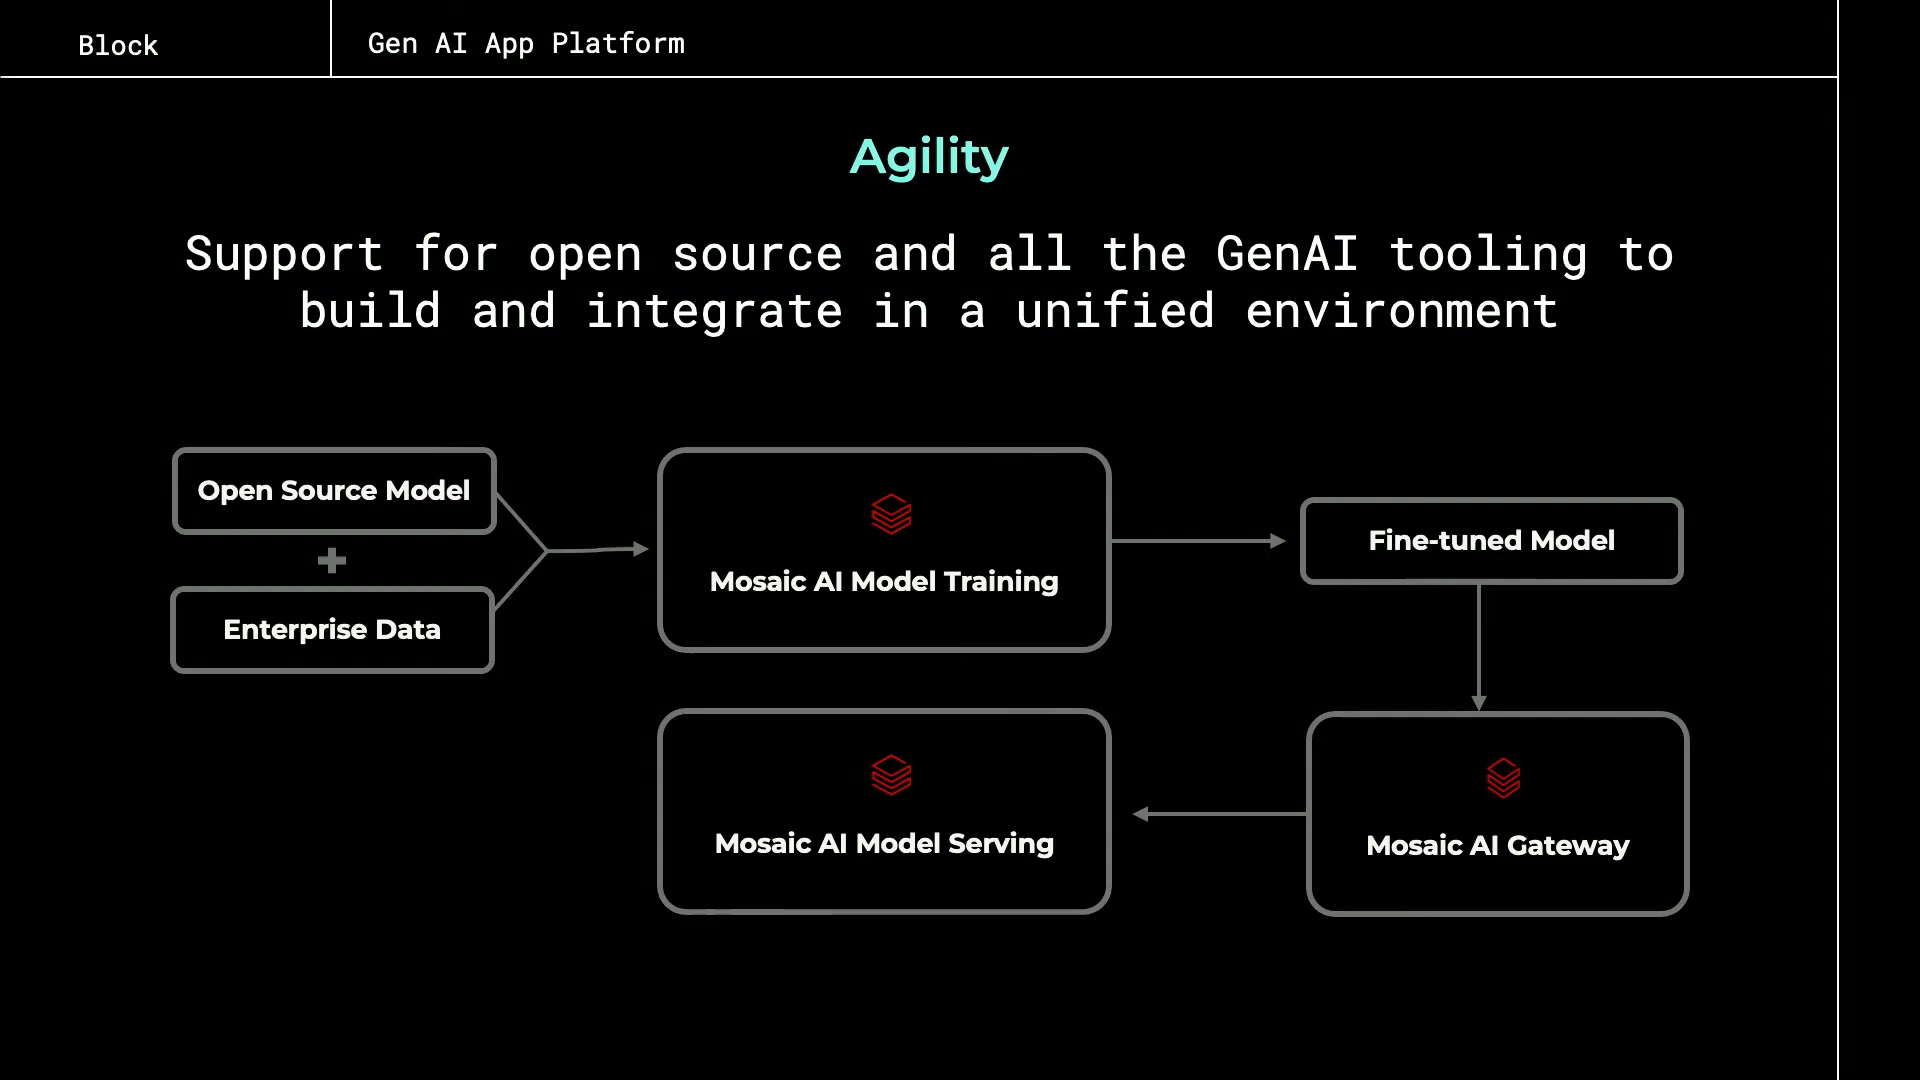 Block
Gen AI App Platform
Agility
Support for open source and all the GenAI tooling to
build and integrate in a unified environment
Open Source Model
Enterprise Data
Mosaic AI Model Training
Fine-tuned Model
Mosaic AI Model Serving
Mosaic AI Gateway